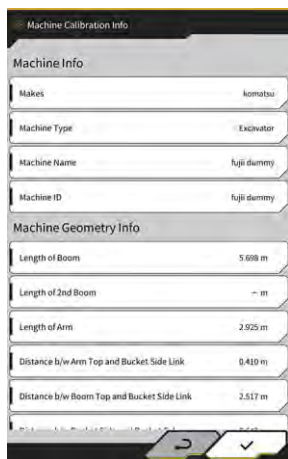 Machine Calibration Info
Machine Info
Makes komatsu
Machine Type Excavator
Machine Name fujii dummy
Machine ID fujii dummy
Machine Geometry Info
Length of Boom 5.698 m
Length of 2nd Boom - m
Length of Arm 2.925 m
Distance b/w Arm Top and Bucket Side Link 0.410 m
Distance b/w Boom Top and Bucket Side Link 2.517 m